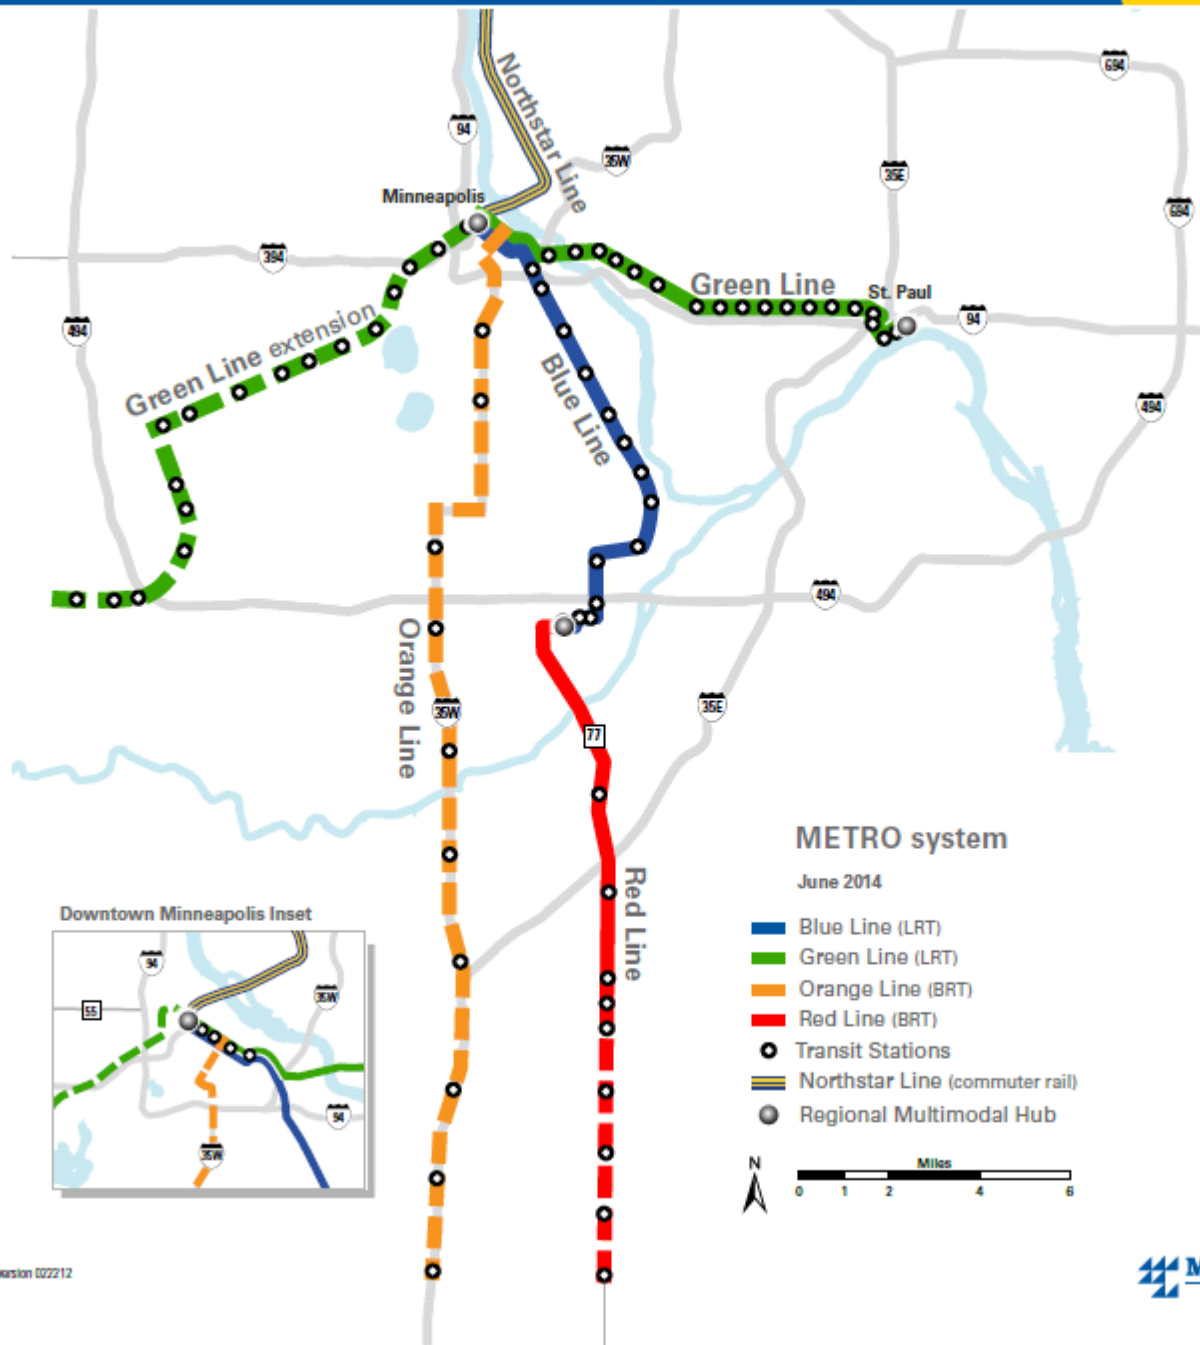 694
Northstar Line
94
35W
35E
694
Minneapolis
394
Green Line
St. Paul
94
494
Green Line extension
Blue Line
494
494
Orange Line
35W
35E
77
METRO system
June 2014
Red Line
Downtown Minneapolis Inset
Blue Line (LRT)
Green Line (LRT)
Orange Line (BRT)
Red Line (BRT)
Transit Stations
Northstar Line (commuter rail)
Regional Multimodal Hub
94
55
35W
94
35W
N
Miles
0 1 2 4 6
022212
M